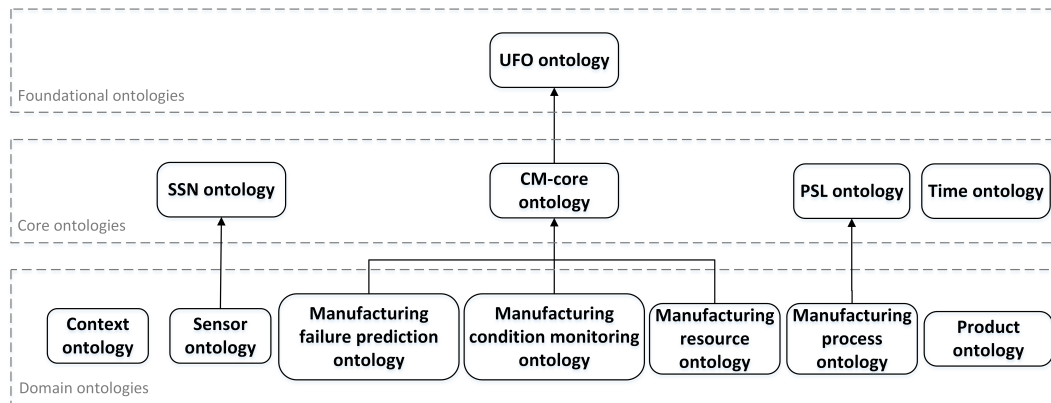 UFO ontology
Foundational ontologies
SSN ontology
CM-core
ontology
PSL ontology
Time ontology
Core ontologies
Context
ontology
Sensor
ontology
Manufacturing
failure prediction
ontology
Manufacturing
condition monitoring
ontology
Manufacturing
resource
ontology
Manufacturing
process
ontology
Product
ontology
Domain ontologies